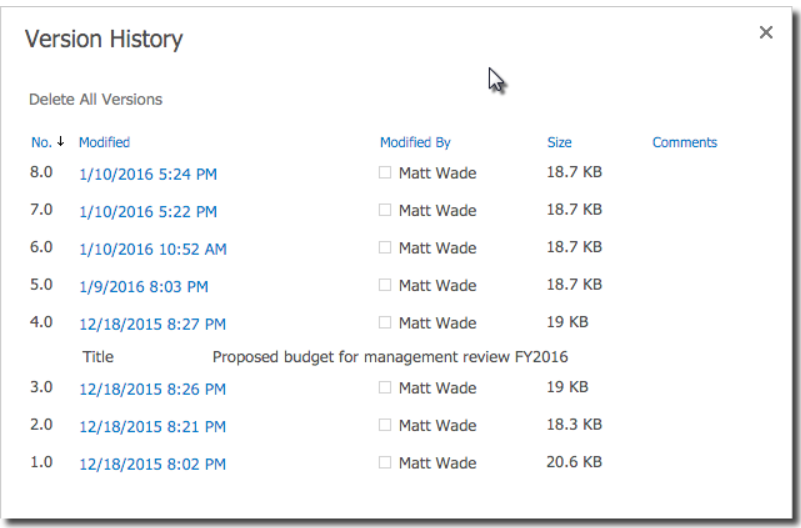 Version History
Delete All Versions
No. ↓ Modified Modified By Size Comments
8.0 1/10/2016 5:24 PM Matt Wade 18.7 KB
7.0 1/10/2016 5:22 PM Matt Wade 18.7 KB
6.0 1/10/2016 10:52 AM Matt Wade 18.7 KB
5.0 1/9/2016 8:03 PM Matt Wade 18.7 KB
4.0 12/18/2015 8:27 PM Matt Wade 19 KB
Title Proposed budget for management review FY2016
3.0 12/18/2015 8:26 PM Matt Wade 19 KB
2.0 12/18/2015 8:21 PM Matt Wade 18.3 KB
1.0 12/18/2015 8:02 PM Matt Wade 20.6 KB